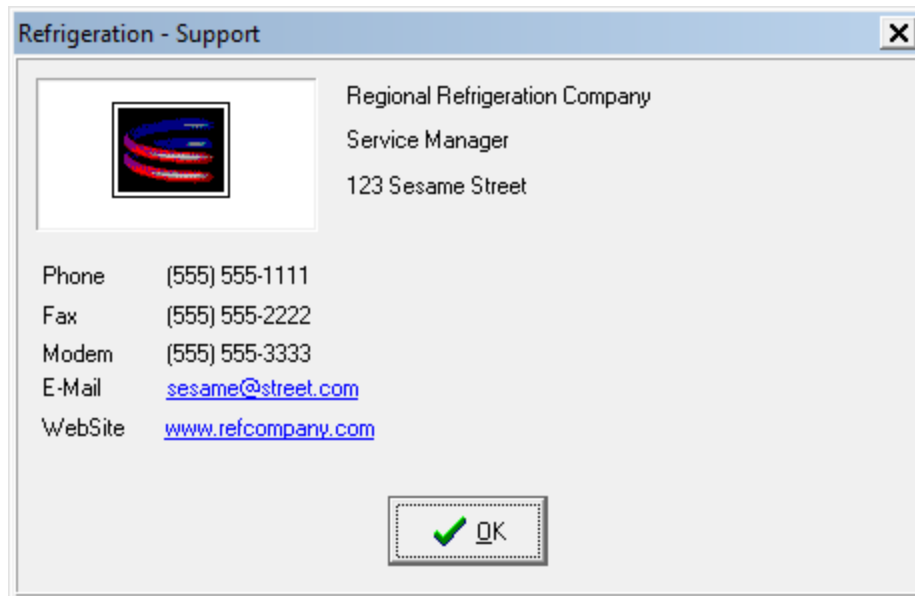 Refrigeration - Support
Regional Refrigeration Company
Service Manager
123 Sesame Street
Phone (555) 555-1111
Fax (555) 555-2222
Modem (555) 555-3333
E-Mail sesame@street.com
WebSite www.refcompany.com
OK